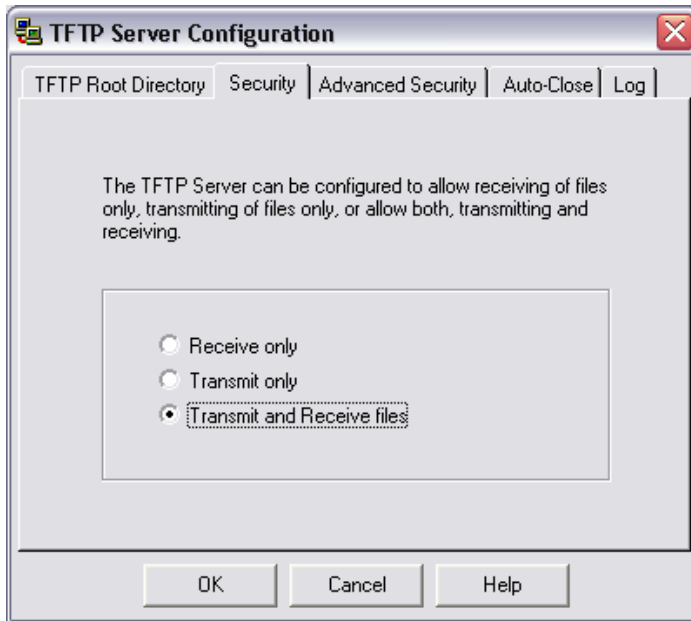 TFTP Server Configuration
TFTP Root Directory Security Advanced Security Auto-Close Log
The TFTP Server can be configured to allow receiving of files
only, transmitting of files only, or allow both, transmitting and
receiving.
Receive only
Transmit only
Transmit and Receive files
OK Cancel Help